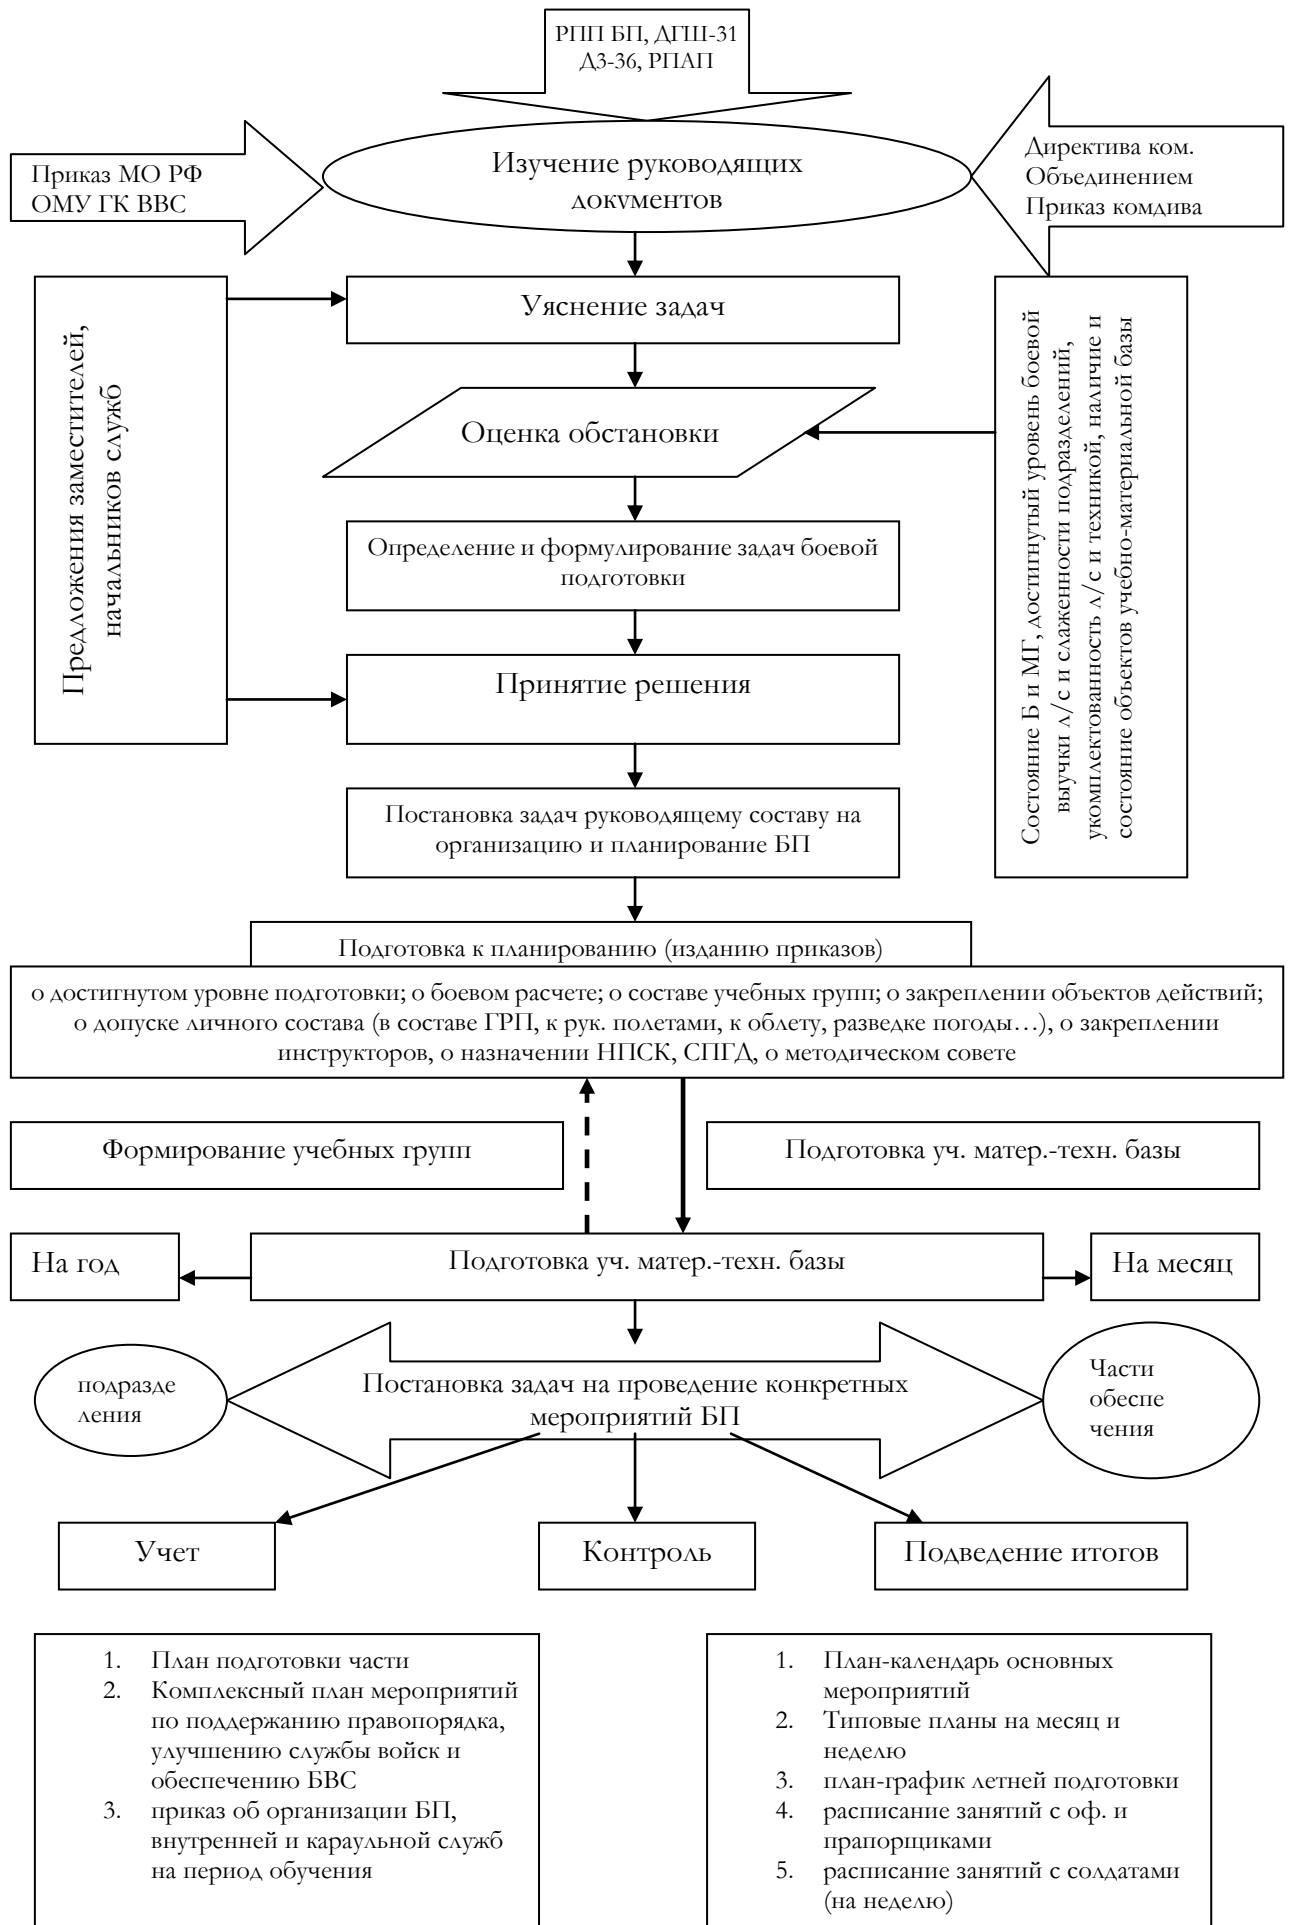 РПП БП, ДГШ-31
ДЗ-36, РПАП
Приказ МО РФ
ОМУ ГК ВВС
Изучение руководящих
документов
Директива ком.
Объединением
Приказ комдива
Предложения заместителей,
начальников служб
Уяснение задач
Оценка обстановки
Состояние Б и МГ, достигнутый уровень боевой
выучки л/с и слаженности подразделений,
укомплектованность л/с и техникой, наличие и
состояние объектов учебно-материальной базы
Определение и формулирование задач боевой
подготовки
Принятие решения
Постановка задач руководящему составу на
организацию и планирование БП
Подготовка к планированию (изданию приказов)
о достигнутом уровне подготовки; о боевом расчете; о составе учебных групп; о закреплении объектов действий;
о допуске личного состава (в составе ГРП, к рук. полетами, к облету, разведке погоды…), о закреплении
инструкторов, о назначении НПСК, СПГД, о методическом совете
Формирование учебных групп
Подготовка уч. матер.-техн. базы
На год
Подготовка уч. матер.-техн. базы
На месяц
подразде
ления
Постановка задач на проведение конкретных
мероприятий БП
Части
обеспе
чения
Учет
Контроль
Подведение итогов
1. План подготовки части
2. Комплексный план мероприятий
по поддержанию правопорядка,
улучшению службы войск и
обеспечению БВС
3. приказ об организации БП,
внутренней и караульной служб
на период обучения
1. План-календарь основных
мероприятий
2. Типовые планы на месяц и
неделю
3. план-график летней подготовки
4. расписание занятий с оф. и
прапорщиками
5. расписание занятий с солдатами
(на неделю)